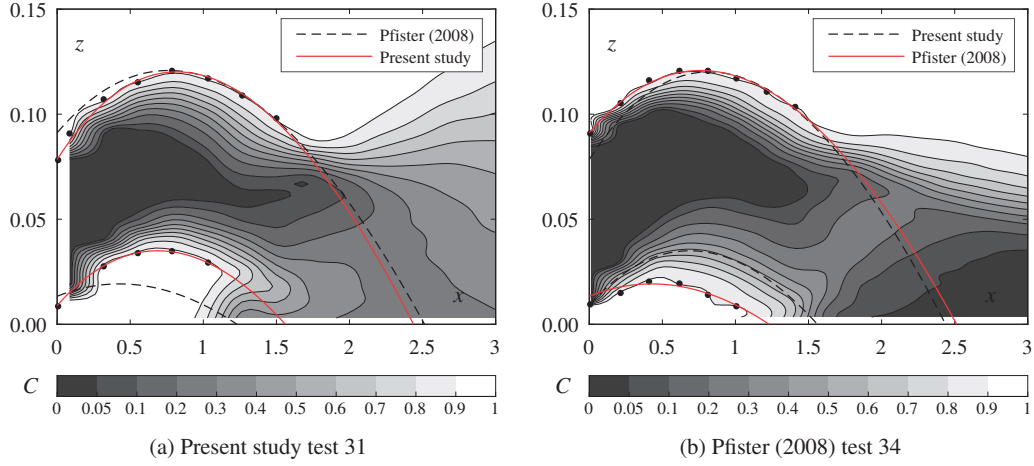 0.15
z
Pfister (2008)
Present study
0.10
0.05
x
0.00
0 0.5 1 1.5 2 2.5 3
C
0 0.05 0.1 0.2 0.3 0.4 0.5 0.6 0.7 0.8 0.9 1
(a) Present study test 31
0.15
z
Present study
Pfister (2008)
0.10
0.05
x
0.00
0 0.5 1 1.5 2 2.5 3
C
0 0.05 0.1 0.2 0.3 0.4 0.5 0.6 0.7 0.8 0.9 1
(b) Pfister (2008) test 34